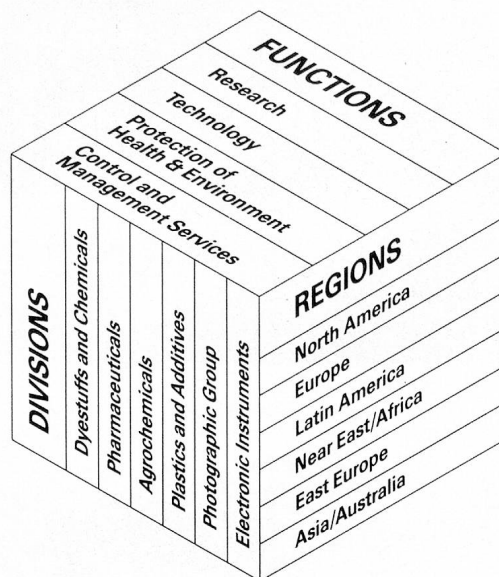 FUNCTIONS
Research
Technology
Protection of
Health & Environment
Control and
Management Services
DIVISIONS
Dyestuffs and Chemicals
Pharmaceuticals
Agrochemicals
Plastics and Additives
Photographic Group
Electronic Instruments
REGIONS
North America
Europe
Latin America
Near East/Africa
East Europe
Asia/Australia